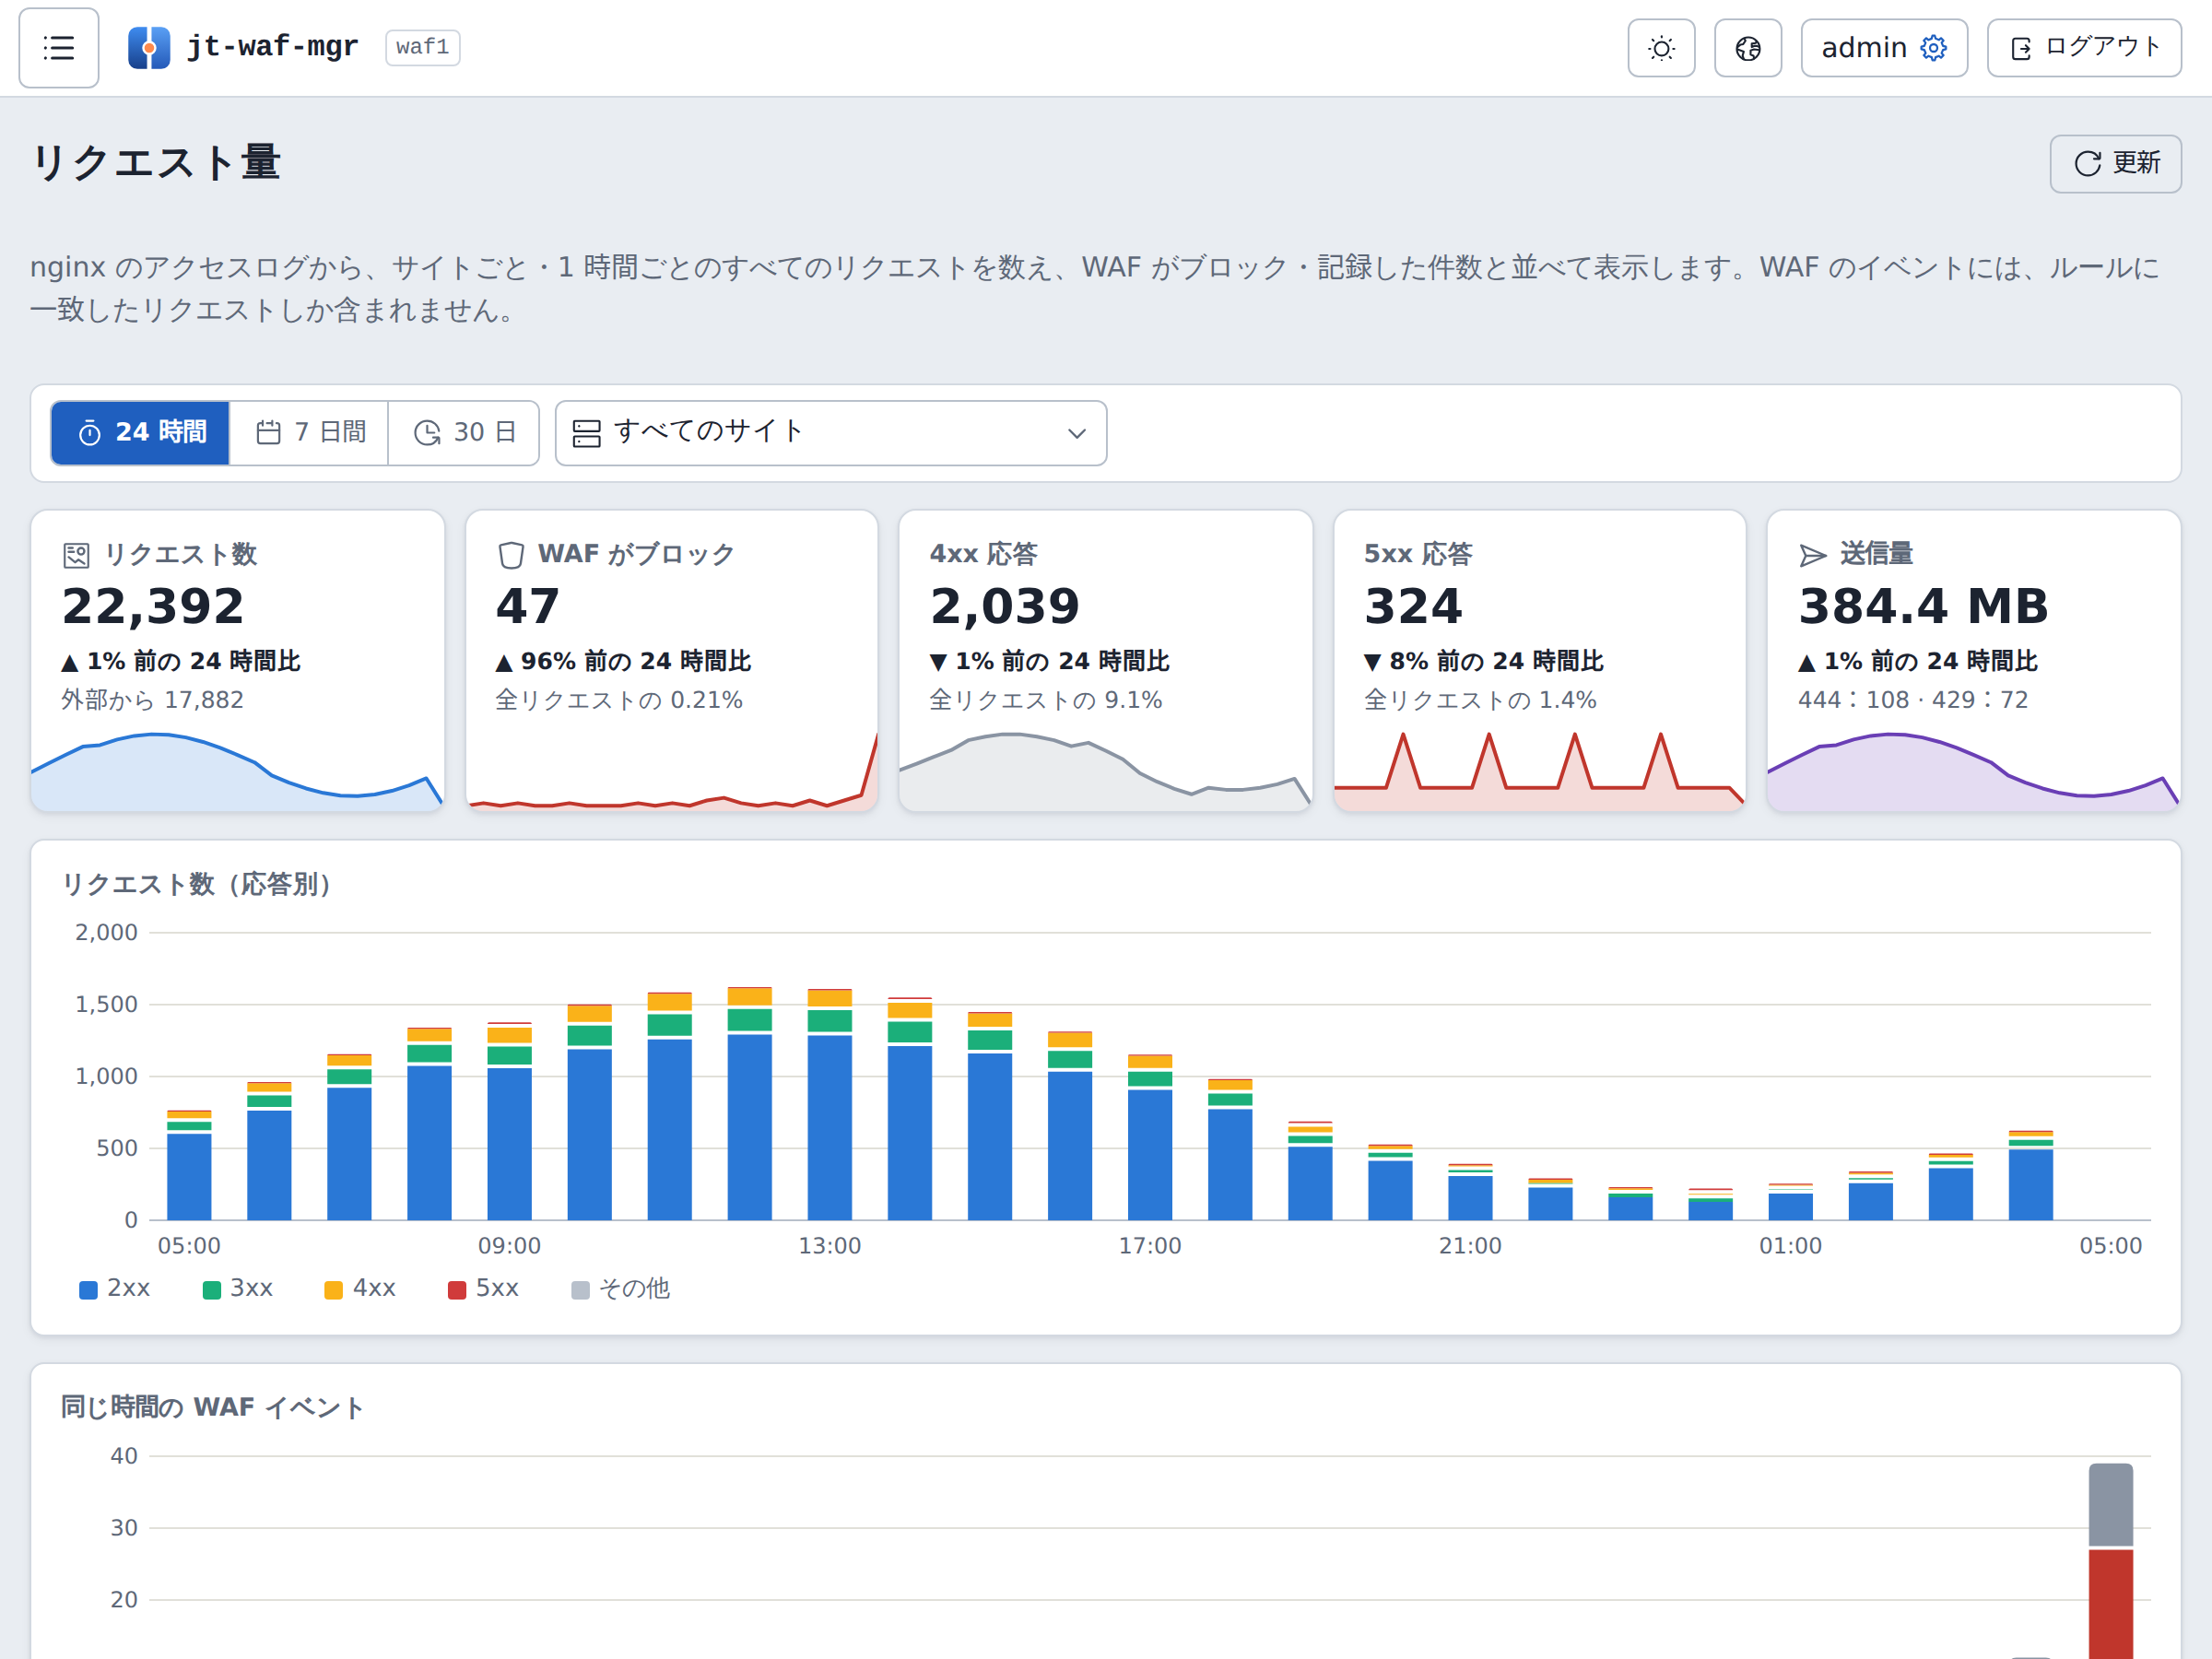 jt-waf-mgr waf1 admin ログアウト
リクエスト量 更新
nginx のアクセスログから、サイトごと・1 時間ごとのすべてのリクエストを数え、WAF がブロック・記録した件数と並べて表示します。WAF のイベントには、ルールに
一致したリクエストしか含まれません。
24 時間 7 日間 30 日 すべてのサイト
リクエスト数 WAF がブロック 4xx 応答 5xx 応答 送信量
22,392 47 2,039 324 384.4 MB
▲ 1% 前の 24 時間比 ▲ 96% 前の 24 時間比 ▼ 1% 前の 24 時間比 ▼ 8% 前の 24 時間比 ▲ 1% 前の 24 時間比
外部から 17,882 全リクエストの 0.21% 全リクエストの 9.1% 全リクエストの 1.4% 444：108 · 429：72
リクエスト数（応答別）
2,000
1,500
1,000
500
0
05:00 09:00 13:00 17:00 21:00 01:00 05:00
2xx 3xx 4xx 5xx その他
同じ時間の WAF イベント
40
30
20